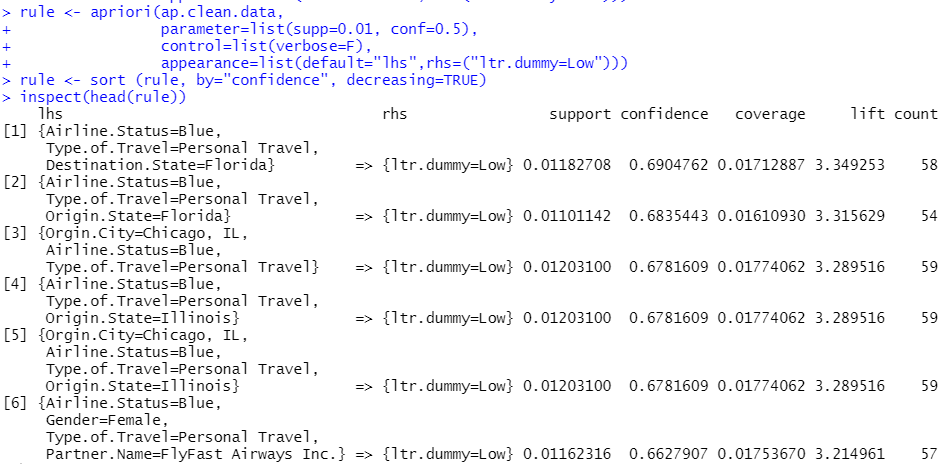 > rule <- apriori(ap.clean.data,
+ parameter=list(supp=0.01, conf=0.5),
+ control=list(verbose=F),
+ appearance=list(default="lhs",rhs=("ltr.dummy=Low")))
> rule <- sort (rule, by="confidence", decreasing=TRUE)
> inspect(head(rule))
lhs rhs support confidence coverage lift count
[1] {Airline.Status=Blue,
Type.of.Travel=Personal Travel,
Destination.State=Florida} => {ltr.dummy=Low} 0.01182708 0.6904762 0.01712887 3.349253 58
[2] {Airline.Status=Blue,
Type.of.Travel=Personal Travel,
Origin.State=Florida} => {ltr.dummy=Low} 0.01101142 0.6835443 0.01610930 3.315629 54
[3] {Orgin.City=Chicago, IL,
Airline.Status=Blue,
Type.of.Travel=Personal Travel} => {ltr.dummy=Low} 0.01203100 0.6781609 0.01774062 3.289516 59
[4] {Airline.Status=Blue,
Type.of.Travel=Personal Travel,
Origin.State=Illinois} => {ltr.dummy=Low} 0.01203100 0.6781609 0.01774062 3.289516 59
[5] {Orgin.City=Chicago, IL,
Airline.Status=Blue,
Type.of.Travel=Personal Travel,
Origin.State=Illinois} => {ltr.dummy=Low} 0.01203100 0.6781609 0.01774062 3.289516 59
[6] {Airline.Status=Blue,
Gender=Female,
Type.of.Travel=Personal Travel,
Partner.Name=FlyFast Airways Inc.} => {ltr.dummy=Low} 0.01162316 0.6627907 0.01753670 3.214961 57